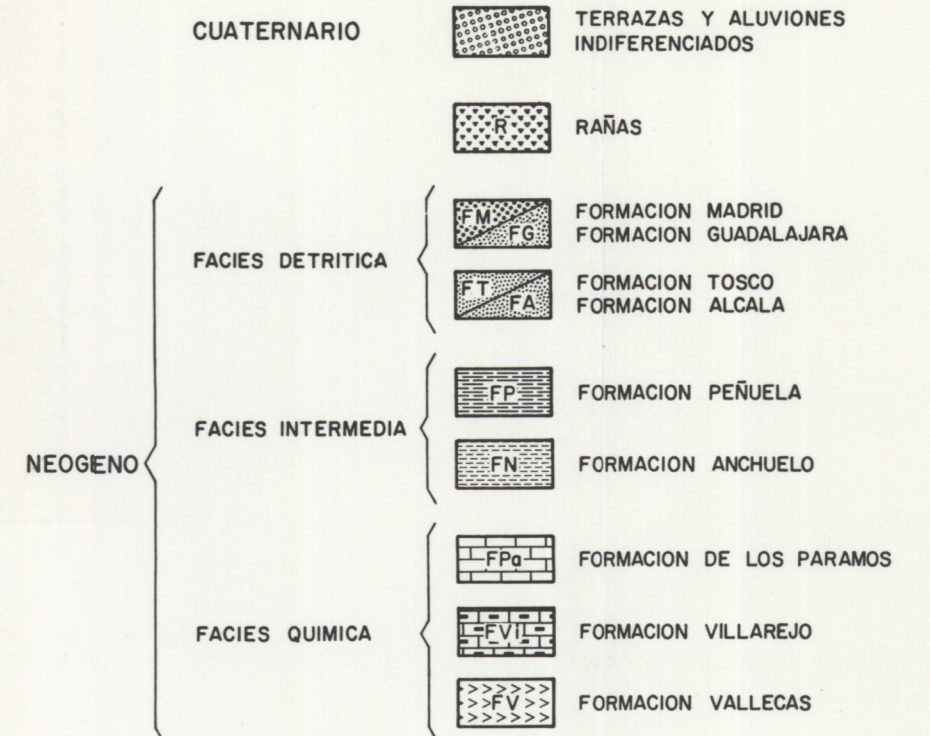 CUATERNARIO
TERRAZAS Y ALUVIONES
INDIFERENCIADOS
R
RAÑAS
NEOGENO
FACIES DETRITICA
FM
FG
FORMACION MADRID
FORMACION GUADALAJARA
FT
FA
FORMACION TOSCO
FORMACION ALCALA
FACIES INTERMEDIA
FP
FORMACION PEÑUELA
FN
FORMACION ANCHUELO
FACIES QUIMICA
FPa
FORMACION DE LOS PARAMOS
FVI
FORMACION VILLAREJO
FV
FORMACION VALLECAS